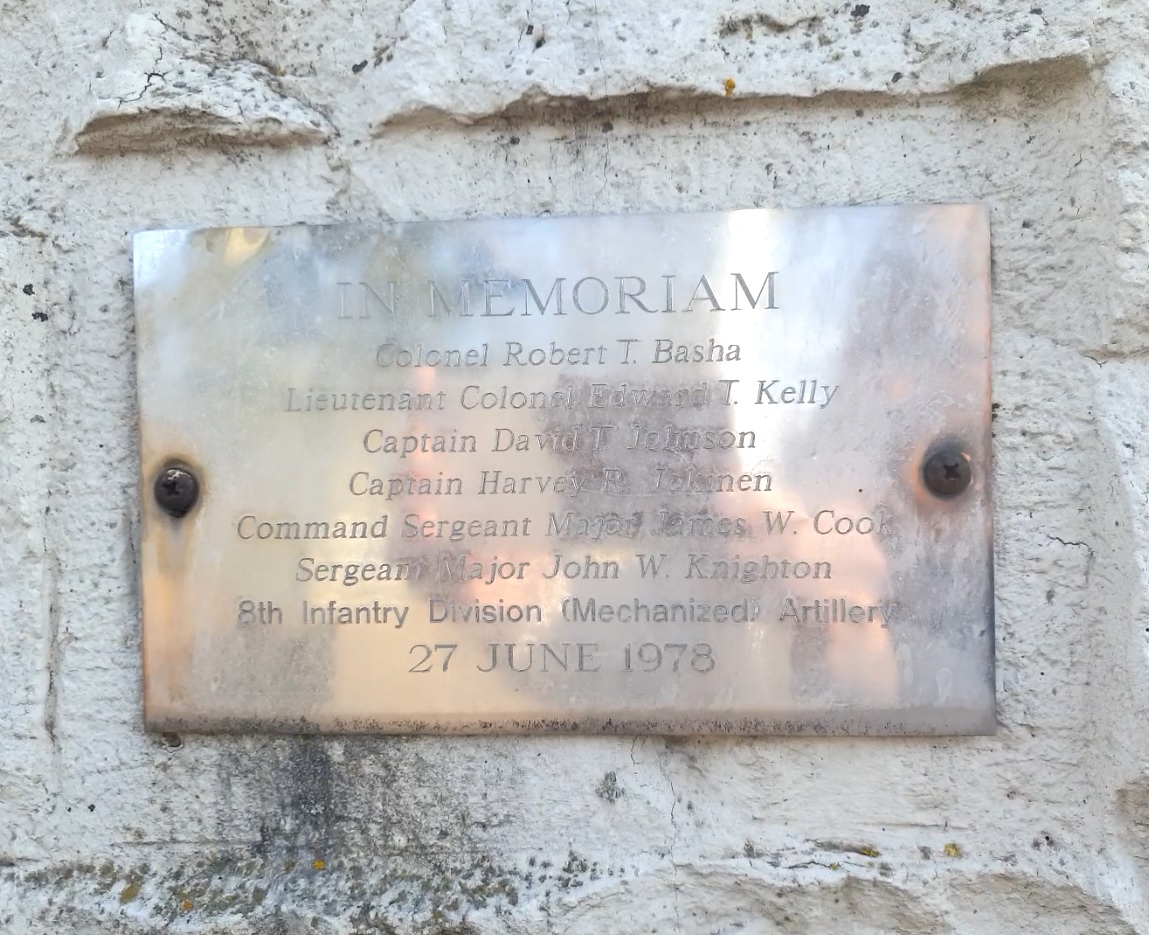 IN MEMORIAM
Colonel Robert T. Basha
Lieutenant Colonel Edward T. Kelly
Captain David T. Johnson
Captain Harvey R. Jokinen
Command Sergeant Major James W. Cook
Sergeant Major John W. Knighton
8th Infantry Division (Mechanized) Artillery
27 JUNE 1978